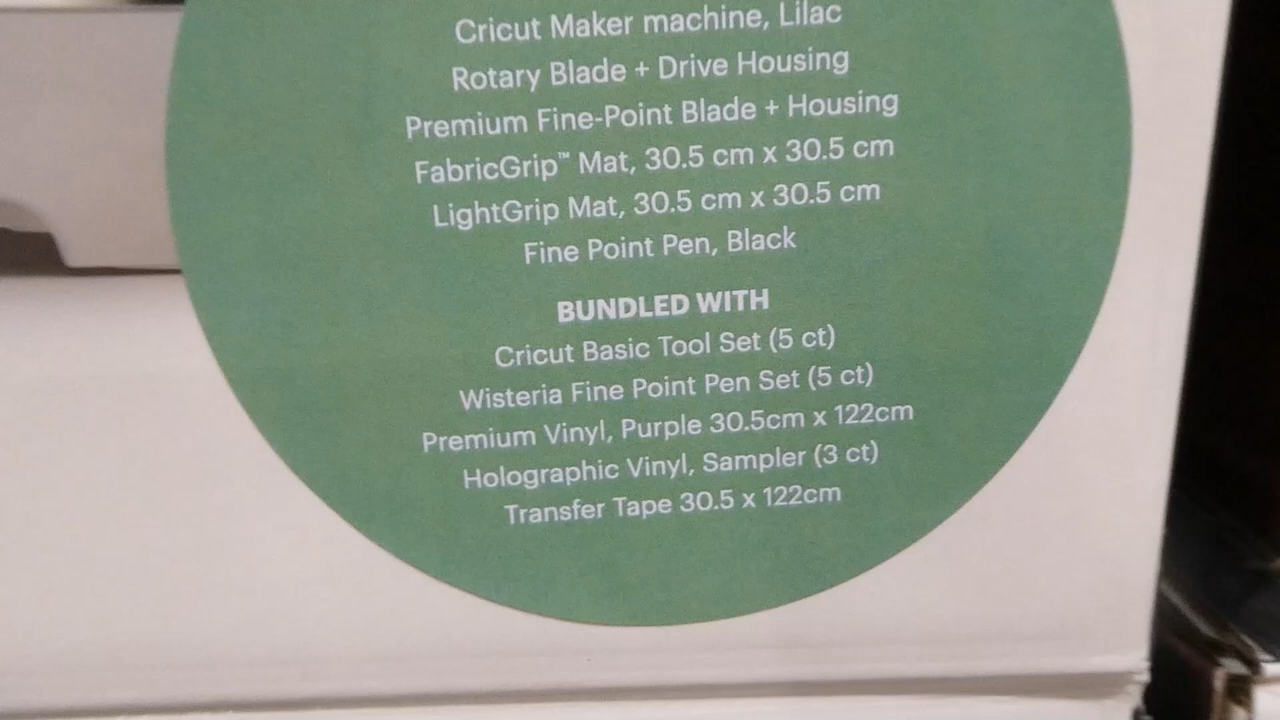 Cricut Maker machine, Lilac
Rotary Blade + Drive Housing
Premium Fine-Point Blade + Housing
FabricGrip™ Mat, 30.5 cm x 30.5 cm
LightGrip Mat, 30.5 cm x 30.5 cm
Fine Point Pen, Black
BUNDLED WITH
Cricut Basic Tool Set (5 ct)
Wisteria Fine Point Pen Set (5 ct)
Premium Vinyl, Purple 30.5cm x 122cm
Holographic Vinyl, Sampler (3 ct)
Transfer Tape 30.5 x 122cm